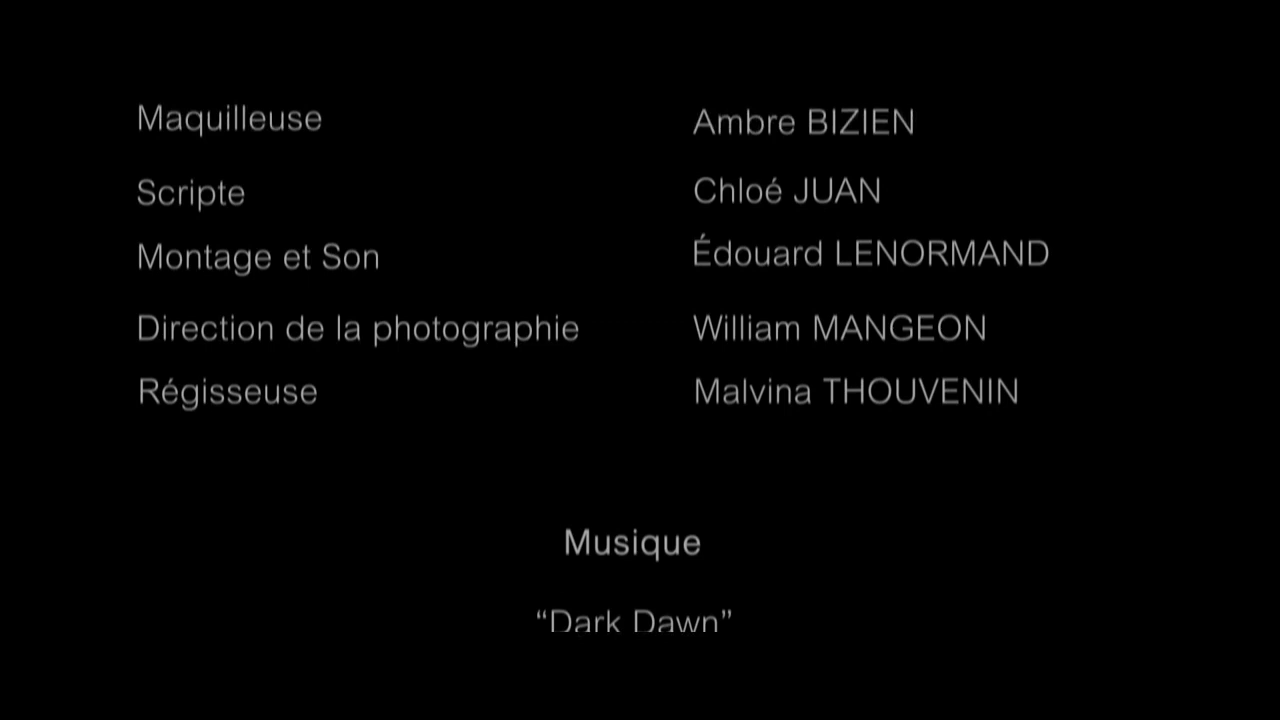 Maquilleuse Ambre BIZIEN
Scripte Chloé JUAN
Montage et Son Édouard LENORMAND
Direction de la photographie William MANGEON
Régisseuse Malvina THOUVENIN
Musique
“Dark Dawn”